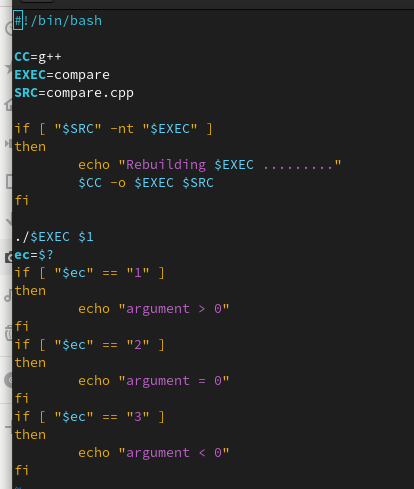 #!/bin/bash

CC=g++
EXEC=compare
SRC=compare.cpp

if [ "$SRC" -nt "$EXEC" ]
then
        echo "Rebuilding $EXEC ........."
        $CC -o $EXEC $SRC
fi

./$EXEC $1
ec=$?
if [ "$ec" == "1" ]
then
        echo "argument > 0"
fi
if [ "$ec" == "2" ]
then
        echo "argument = 0"
fi
if [ "$ec" == "3" ]
then
        echo "argument < 0"
fi
~